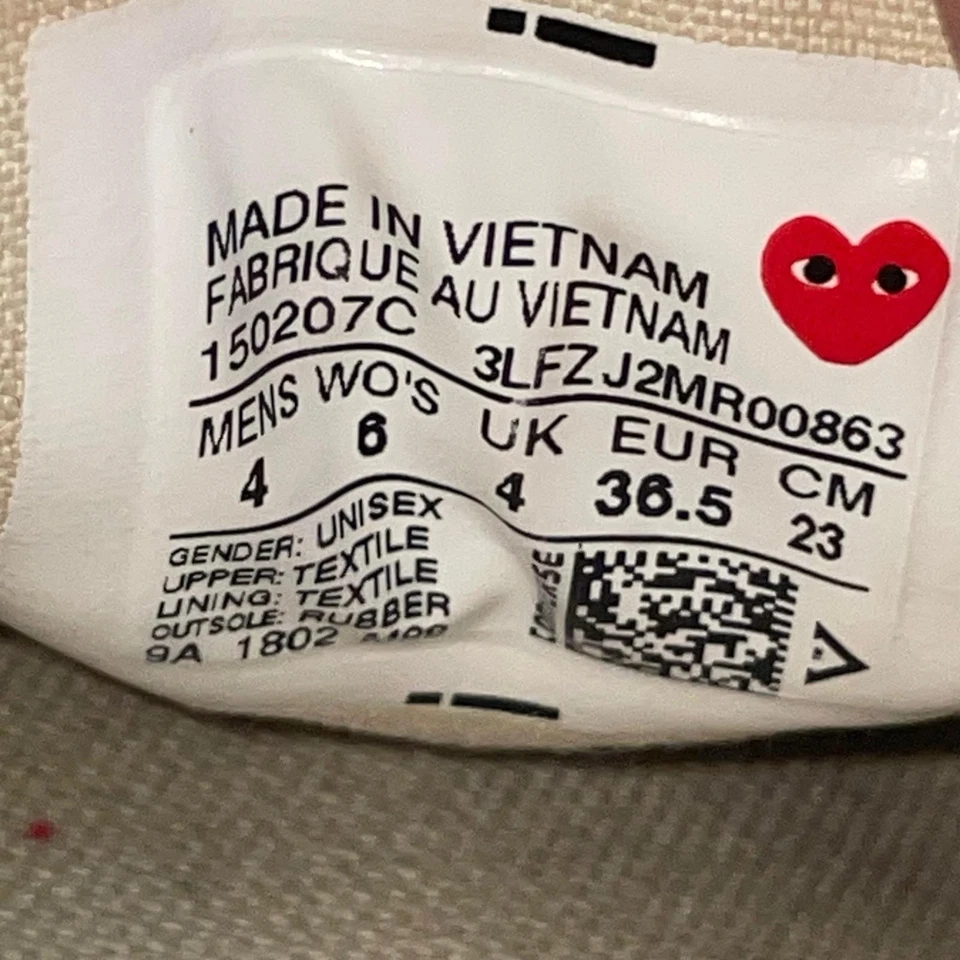 MADE IN VIETNAM
FABRIQUE AU VIETNAM
150207C 3LFZJ2MR00863
MENS WO'S UK EUR CM
4 6 4 36.5 23
GENDER: UNISEX
UPPER: TEXTILE
LINING: TEXTILE
OUTSOLE: RUBBER
9A 1802
CONVERSE